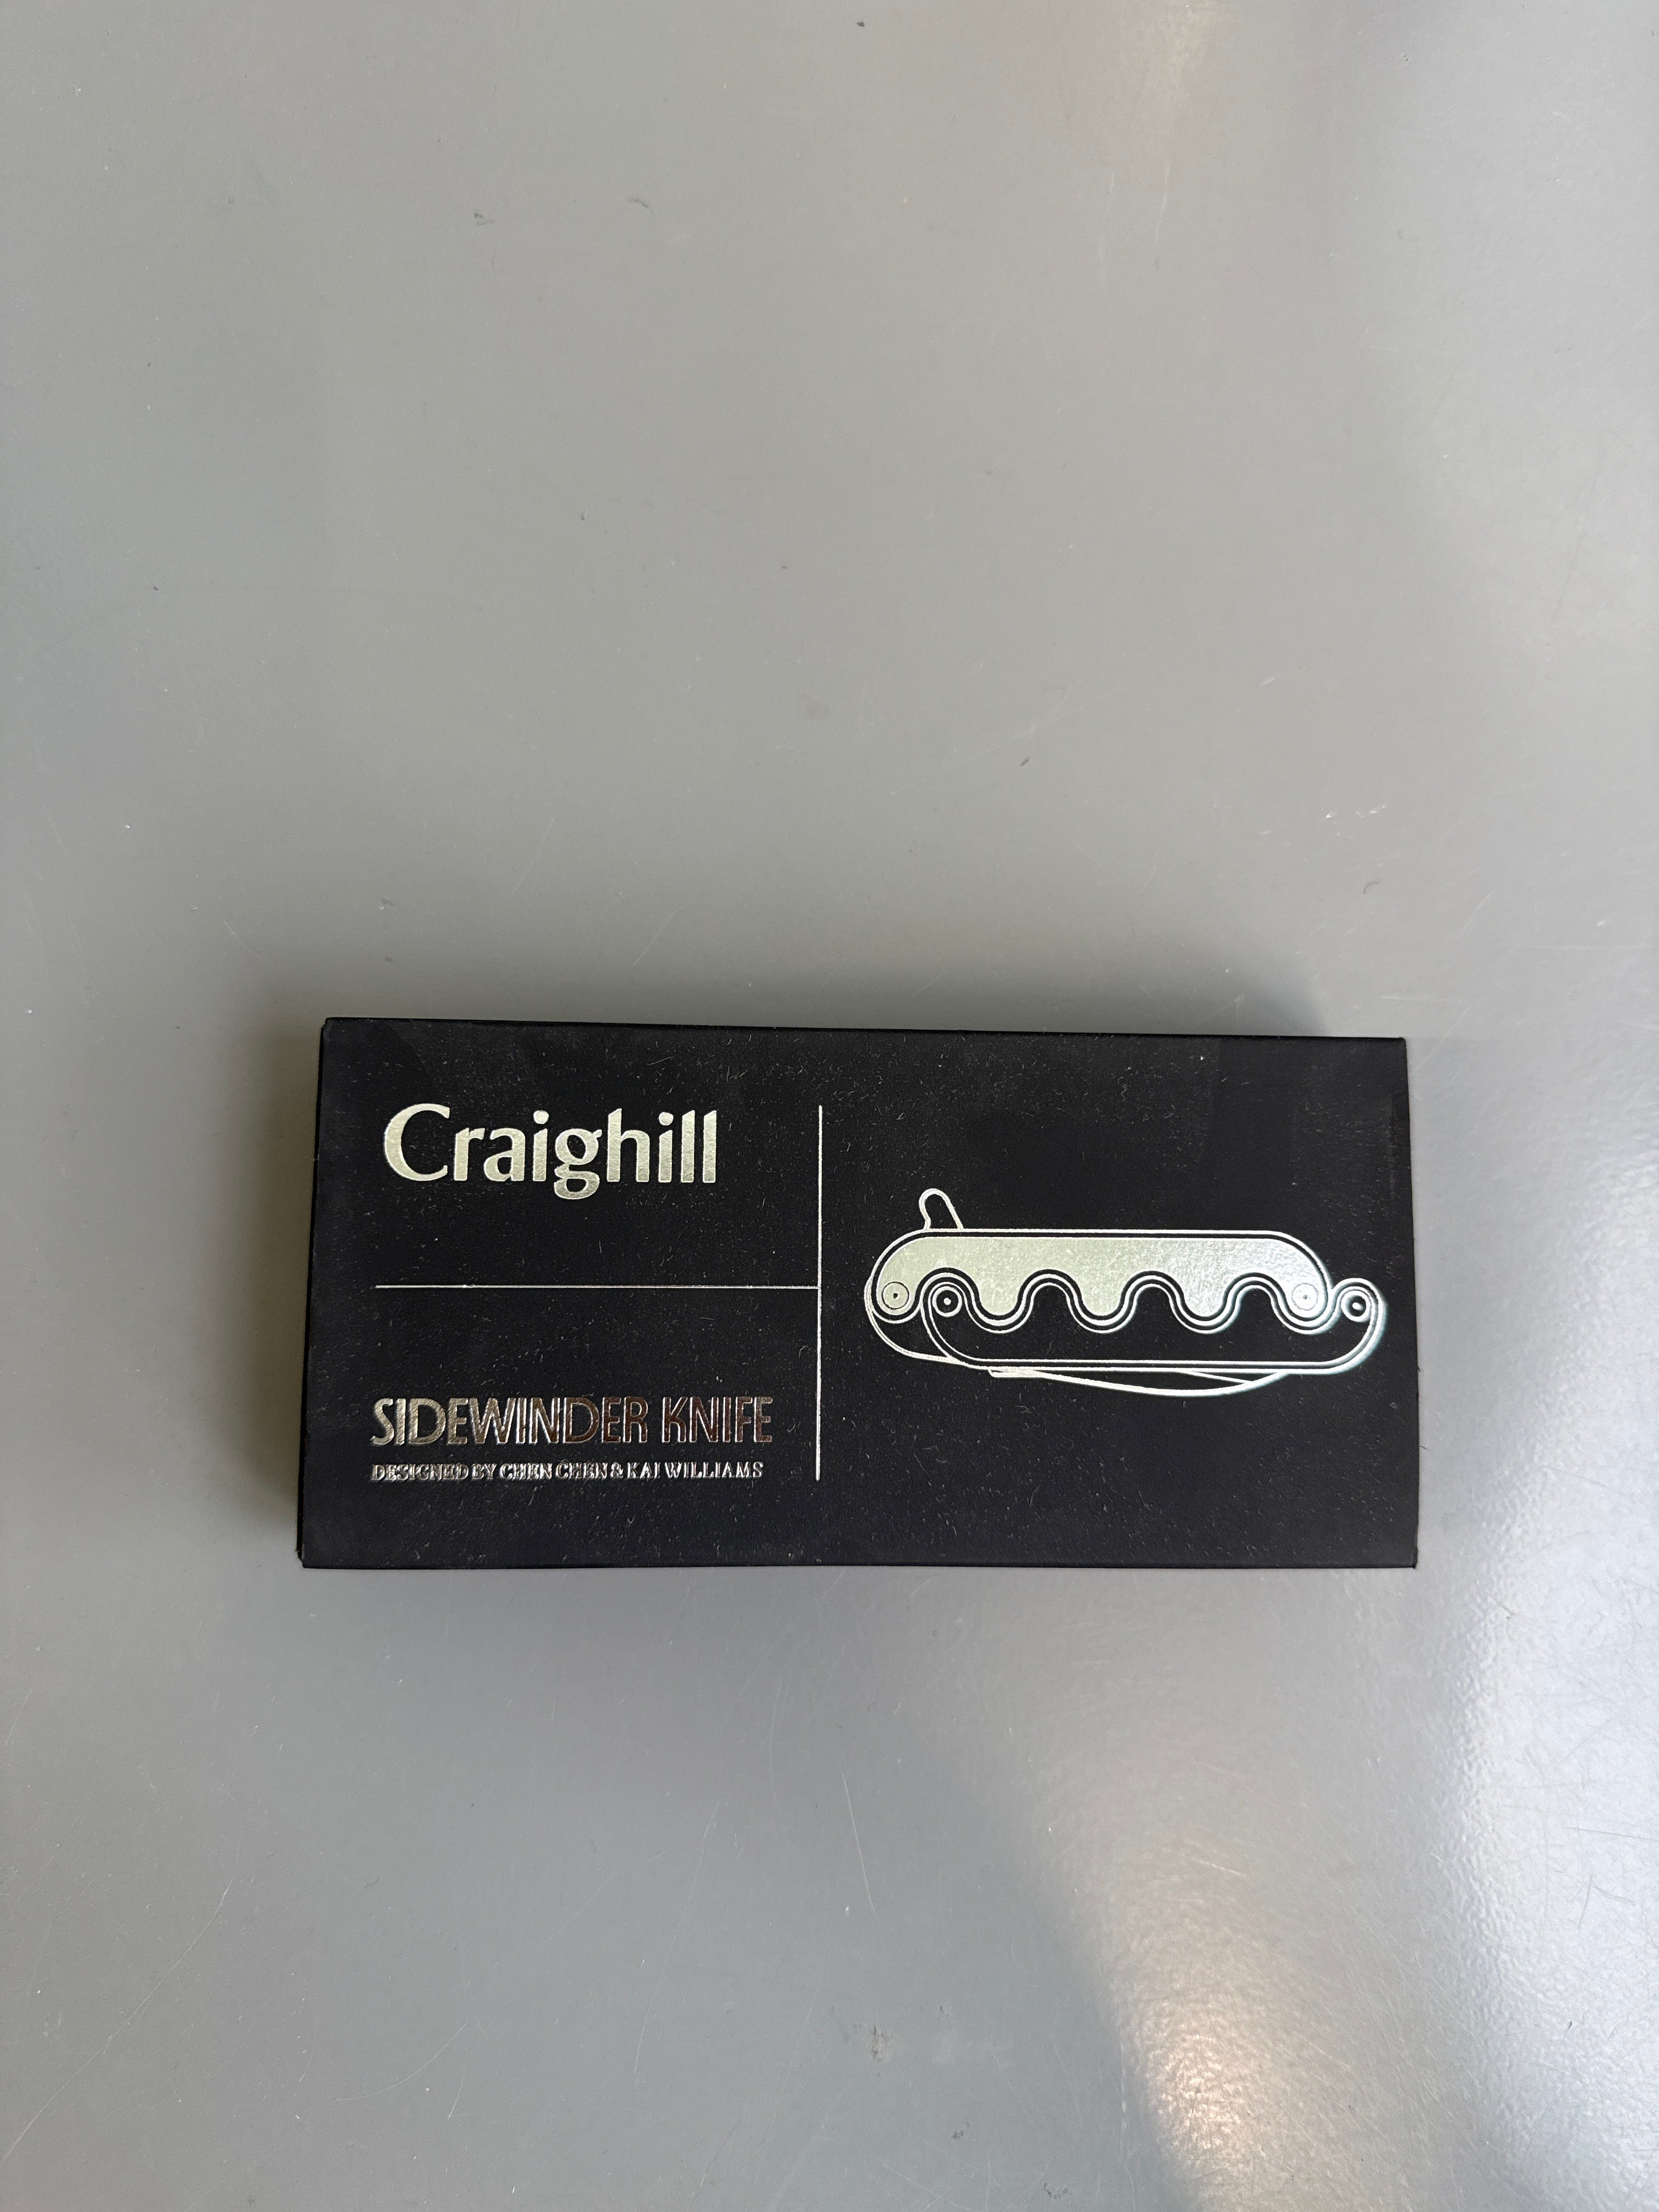 Craighill
SIDEWINDER KNIFE
DESIGNED BY CHEN CHEN & KAI WILLIAMS